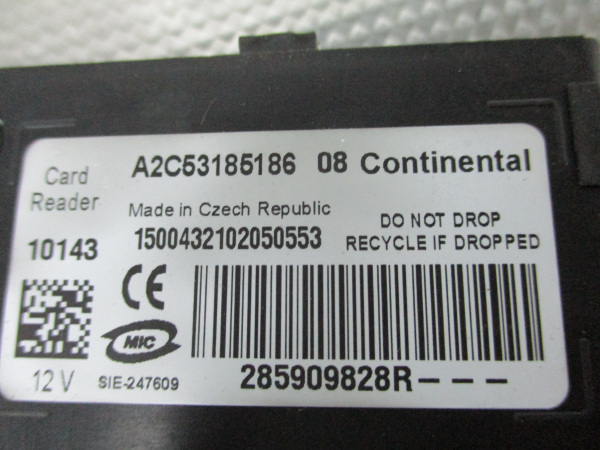 Card Reader
A2C53185186 08 Continental
Made in Czech Republic
10143
1500432102050553
DO NOT DROP
RECYCLE IF DROPPED
CE
MIC
12 V
SIE-247609
285909828R---